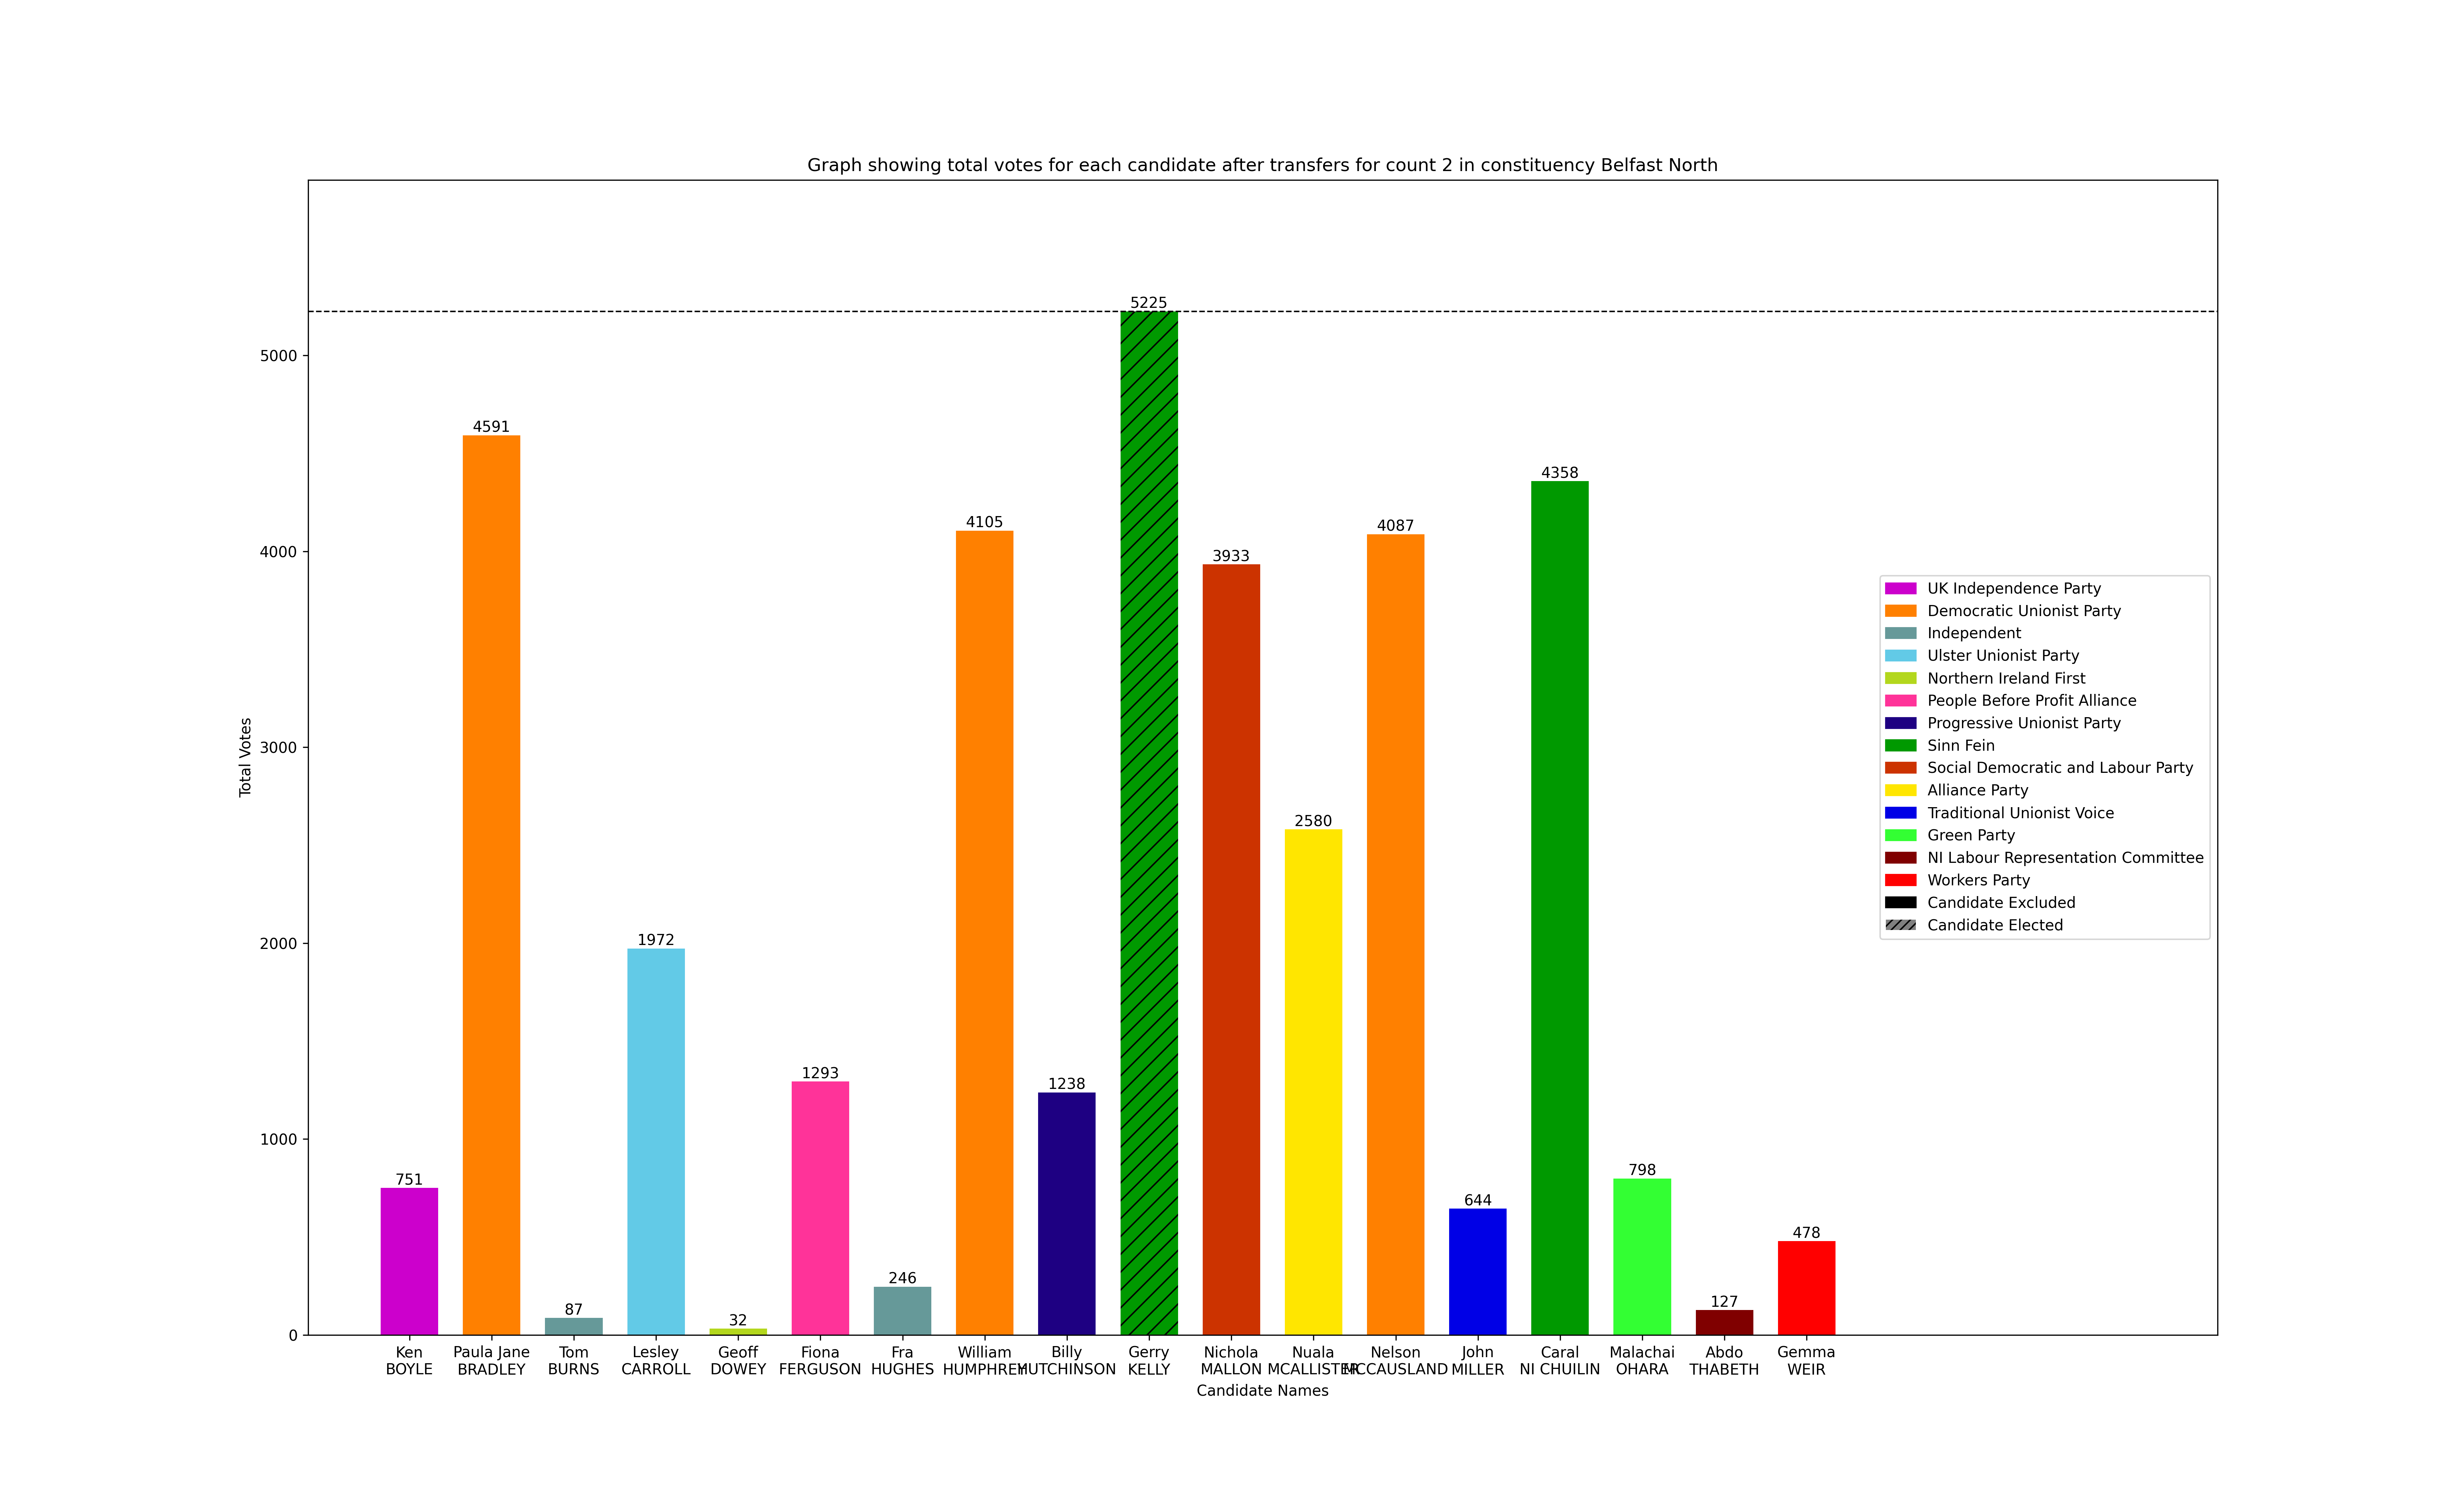 Graph showing total votes for each candidate after transfers for count 2 in constituency Belfast North
5225
5000
4591
4358
4105
4087
4000
3933
3000
2580
2000
1972
1293
1238
1000
798
751
644
478
246
127
87
32
0
Total Votes
UK Independence Party
Democratic Unionist Party
Independent
Ulster Unionist Party
Northern Ireland First
People Before Profit Alliance
Progressive Unionist Party
Sinn Fein
Social Democratic and Labour Party
Alliance Party
Traditional Unionist Voice
Green Party
NI Labour Representation Committee
Workers Party
Candidate Excluded
Candidate Elected
Ken
BOYLE
Paula Jane
BRADLEY
Tom
BURNS
Lesley
CARROLL
Geoff
DOWEY
Fiona
FERGUSON
Fra
HUGHES
William
HUMPHREY
Billy
HUTCHINSON
Gerry
KELLY
Nichola
MALLON
Nuala
MCALLISTER
Nelson
MCCAUSLAND
John
MILLER
Caral
NI CHUILIN
Malachai
OHARA
Abdo
THABETH
Gemma
WEIR
Candidate Names